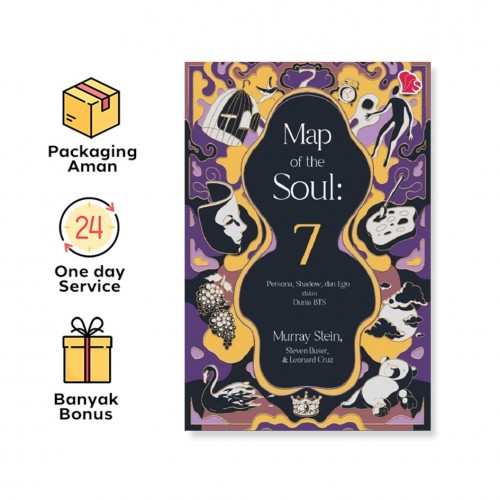 Packaging
Aman
24
One day
Service
Banyak
Bonus
7
Map
of the
Soul:
7
Persona, Shadow, dan Ego
dalam
Dunia BTS
Murray Stein,
Steven Buser,
& Leonard Cruz